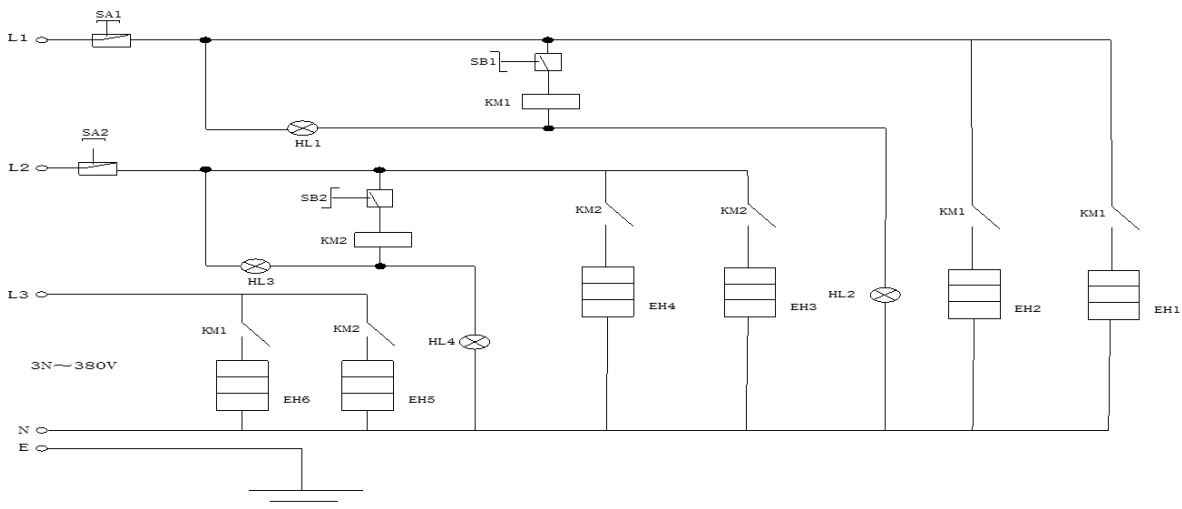 SA1
L1
SB1
KM1
HL1
SA2
L2
SB2
KM2
KM2
KM2
KM1
KM1
HL3
L3
HL2
EH4
EH3
EH2
EH1
KM1
KM2
HL4
3N~380V
EH6
EH5
N
E